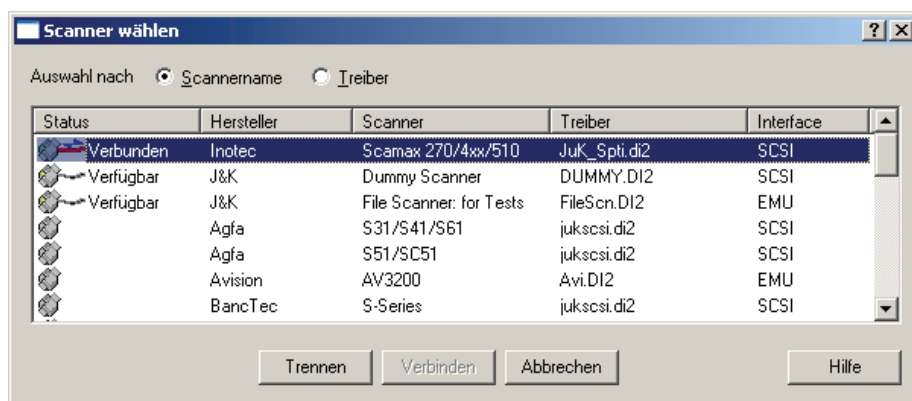 Scanner wählen
Auswahl nach Scannername Treiber
Status Hersteller Scanner Treiber Interface
Verbunden Inotec Scamax 270/4xx/510 JuK_Spti.di2 SCSI
Verfügbar J&K Dummy Scanner DUMMY.DI2 SCSI
Verfügbar J&K File Scanner: for Tests FileScn.DI2 EMU
Agfa S31/S41/S61 jukscsi.di2 SCSI
Agfa S51/SC51 jukscsi.di2 SCSI
Avision AV3200 Avi.DI2 EMU
BancTec S-Series jukscsi.di2 SCSI
Trennen Verbinden Abbrechen Hilfe